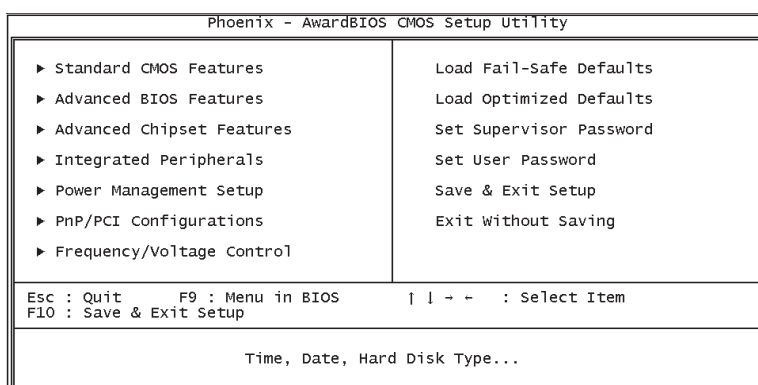 Phoenix - AwardBIOS CMOS Setup Utility
▶ Standard CMOS Features
▶ Advanced BIOS Features
▶ Advanced Chipset Features
▶ Integrated Peripherals
▶ Power Management Setup
▶ PnP/PCI Configurations
▶ Frequency/Voltage Control
Load Fail-Safe Defaults
Load Optimized Defaults
Set Supervisor Password
Set User Password
Save & Exit Setup
Exit Without Saving
Esc : Quit F9 : Menu in BIOS ↑ ↓ → ← : Select Item
F10 : Save & Exit Setup
Time, Date, Hard Disk Type...